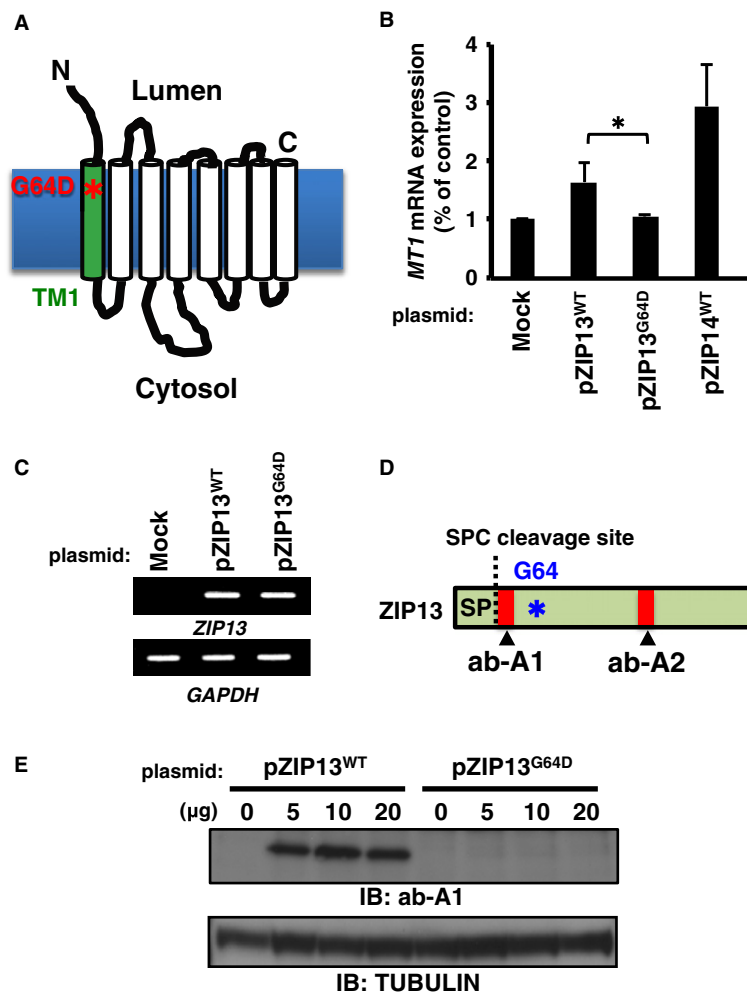 A
N
Lumen
C
G64D
*
TM1
Cytosol
B
MT1 mRNA expression
(% of control)
4
3
2
1
0
*
plasmid:
Mock
pZIP13WT
pZIP13G64D
pZIP14WT
C
plasmid:
Mock
pZIP13WT
pZIP13G64D
ZIP13
GAPDH
D
SPC cleavage site
G64
ZIP13
SP
*
ab-A1
ab-A2
E
plasmid:
pZIP13WT
pZIP13G64D
(µg) 0 5 10 20 0 5 10 20
IB: ab-A1
IB: TUBULIN